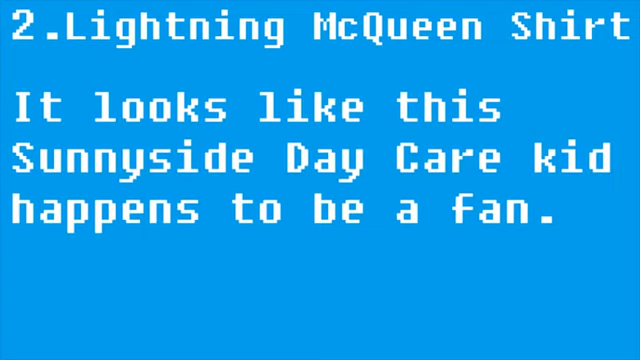 2.Lightning McQueen Shirt
It looks like this
Sunnyside Day Care kid
happens to be a fan.